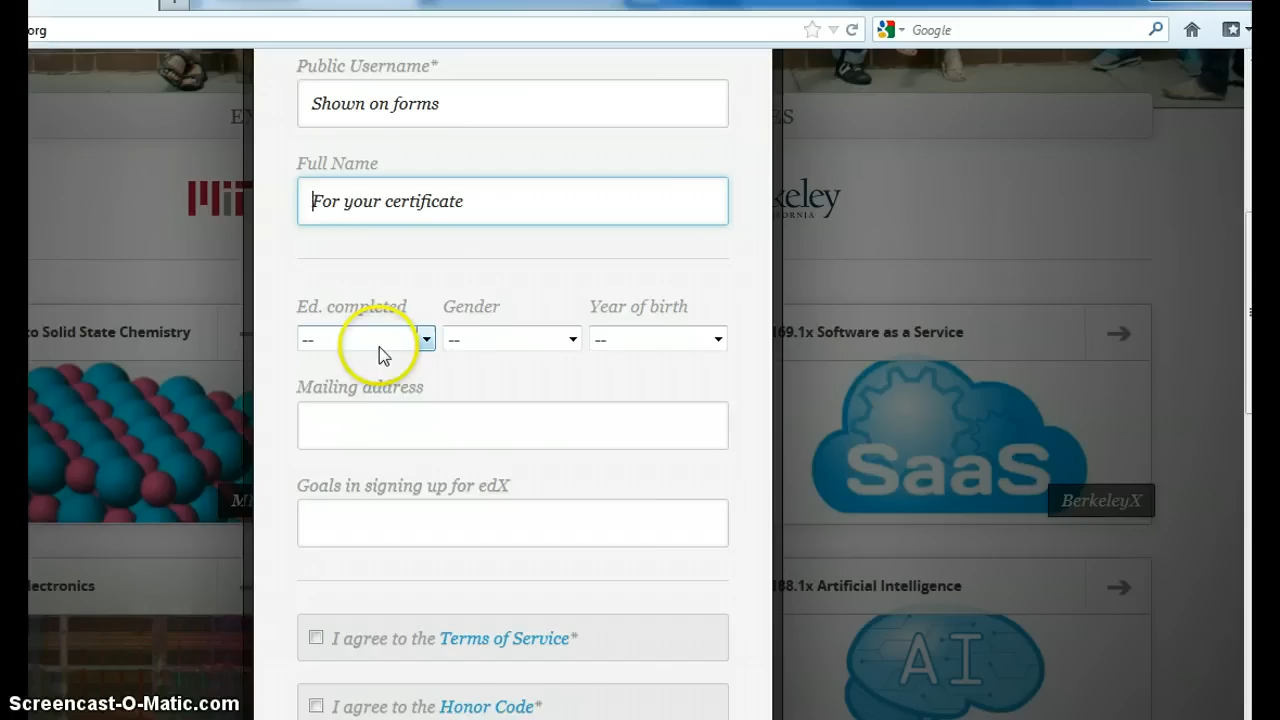 org
Google
Public Username*
Shown on forms
Full Name
For your certificate
MIT
keley
Ed. completed
Gender
Year of birth
--
--
--
to Solid State Chemistry
169.1x Software as a Service
Mailing address
SaaS
BerkeleyX
Goals in signing up for edX
lectronics
188.1x Artificial Intelligence
AI
I agree to the Terms of Service*
I agree to the Honor Code*
Screencast-O-Matic.com